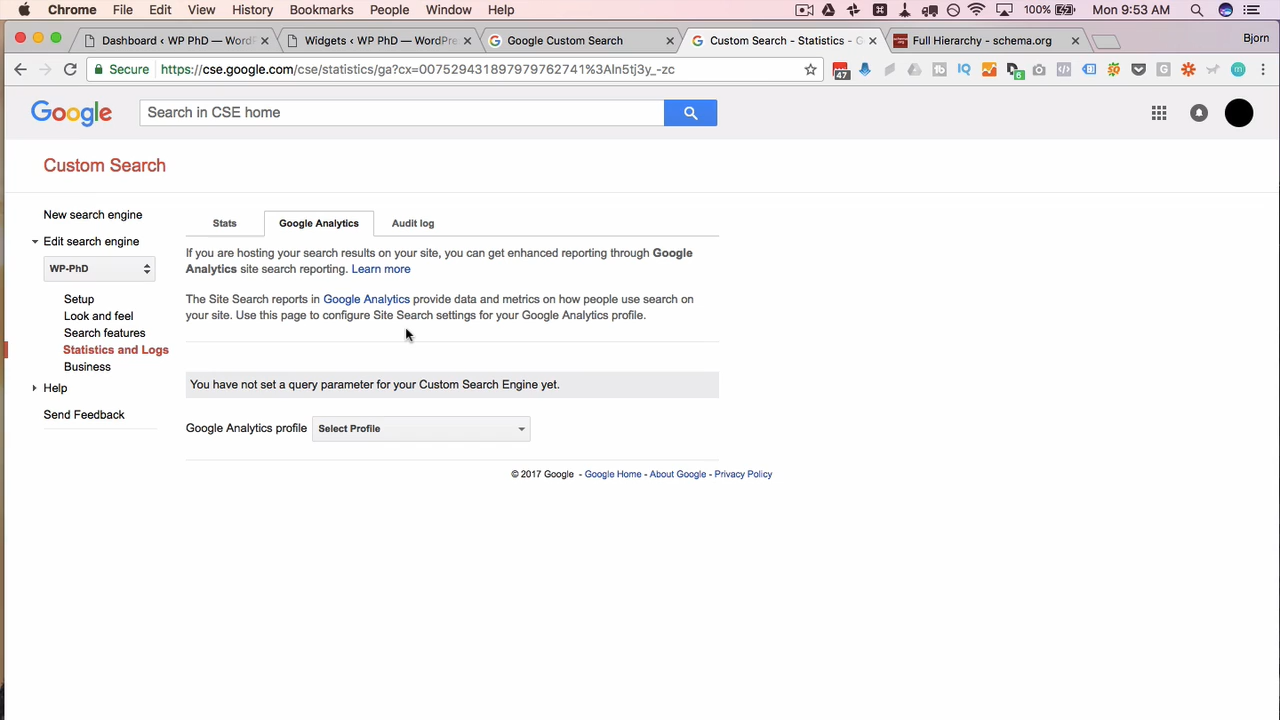 Chrome File Edit View History Bookmarks People Window Help 100% Mon 9:53 AM
Dashboard ‹ WP PhD — WordP Widgets ‹ WP PhD — WordPre Google Custom Search Custom Search - Statistics - G Full Hierarchy - schema.org Bjorn
Secure https://cse.google.com/cse/statistics/ga?cx=007529431897979762741%3Aln5tj3y_-zc 47 6
Google Search in CSE home
Custom Search
New search engine
Edit search engine
WP-PhD
Setup
Look and feel
Search features
Statistics and Logs
Business
Help
Send Feedback
Stats Google Analytics Audit log
If you are hosting your search results on your site, you can get enhanced reporting through Google
Analytics site search reporting. Learn more
The Site Search reports in Google Analytics provide data and metrics on how people use search on
your site. Use this page to configure Site Search settings for your Google Analytics profile.
You have not set a query parameter for your Custom Search Engine yet.
Google Analytics profile Select Profile
© 2017 Google - Google Home - About Google - Privacy Policy